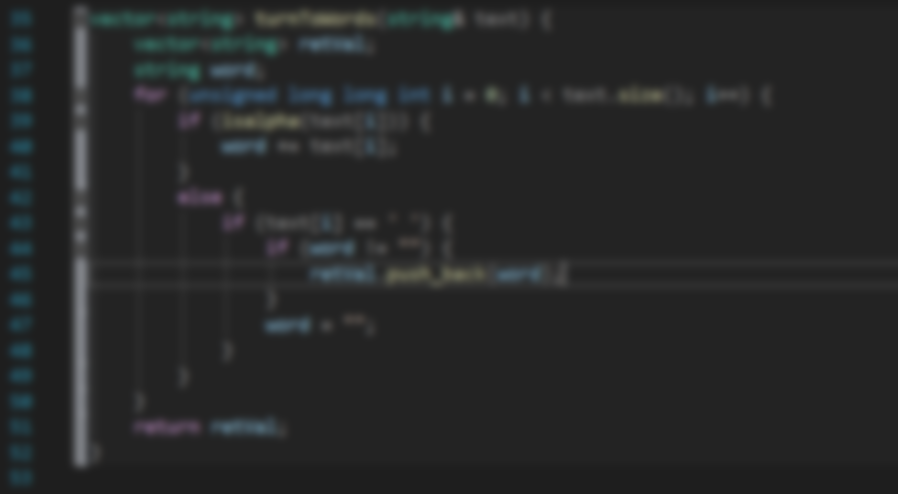 35 vector<string> turnToWords(string& text) {
36 vector<string> retVal;
37 string word;
38 for (unsigned long long int i = 0; i < text.size(); i++) {
39 if (isalpha(text[i])) {
40 word += text[i];
41 }
42 else {
43 if (text[i] == ' ') {
44 if (word != "") {
45 retVal.push_back(word);
46 }
47 word = "";
48 }
49 }
50 }
51 return retVal;
52 }
53